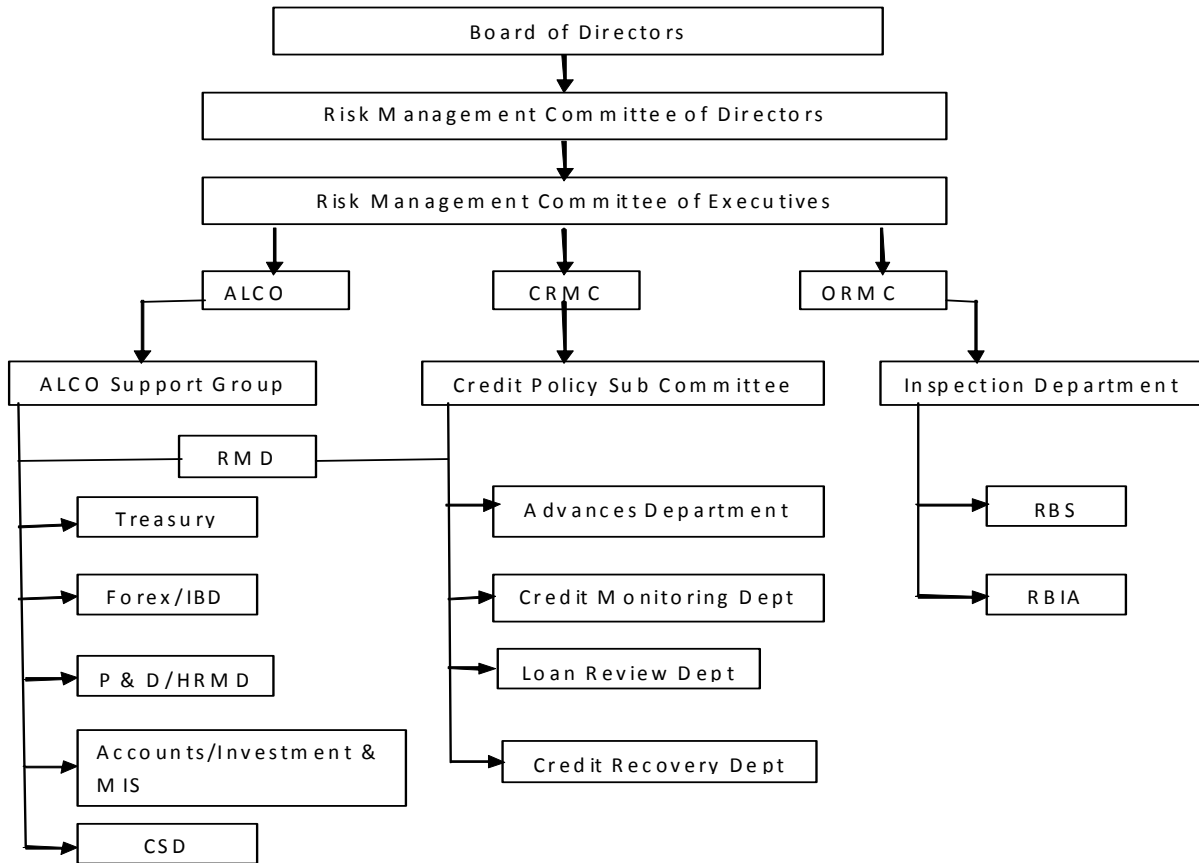 Board of Directors
Risk Management Committee of Directors
Risk Management Committee of Executives
ALCO
CRMC
ORMC
ALCO Support Group
Credit Policy Sub Committee
Inspection Department
RMD
Treasury
Forex/IBD
P & D/HRMD
Accounts/Investment &
MIS
CSD
Advances Department
Credit Monitoring Dept
Loan Review Dept
Credit Recovery Dept
RBS
RBIA